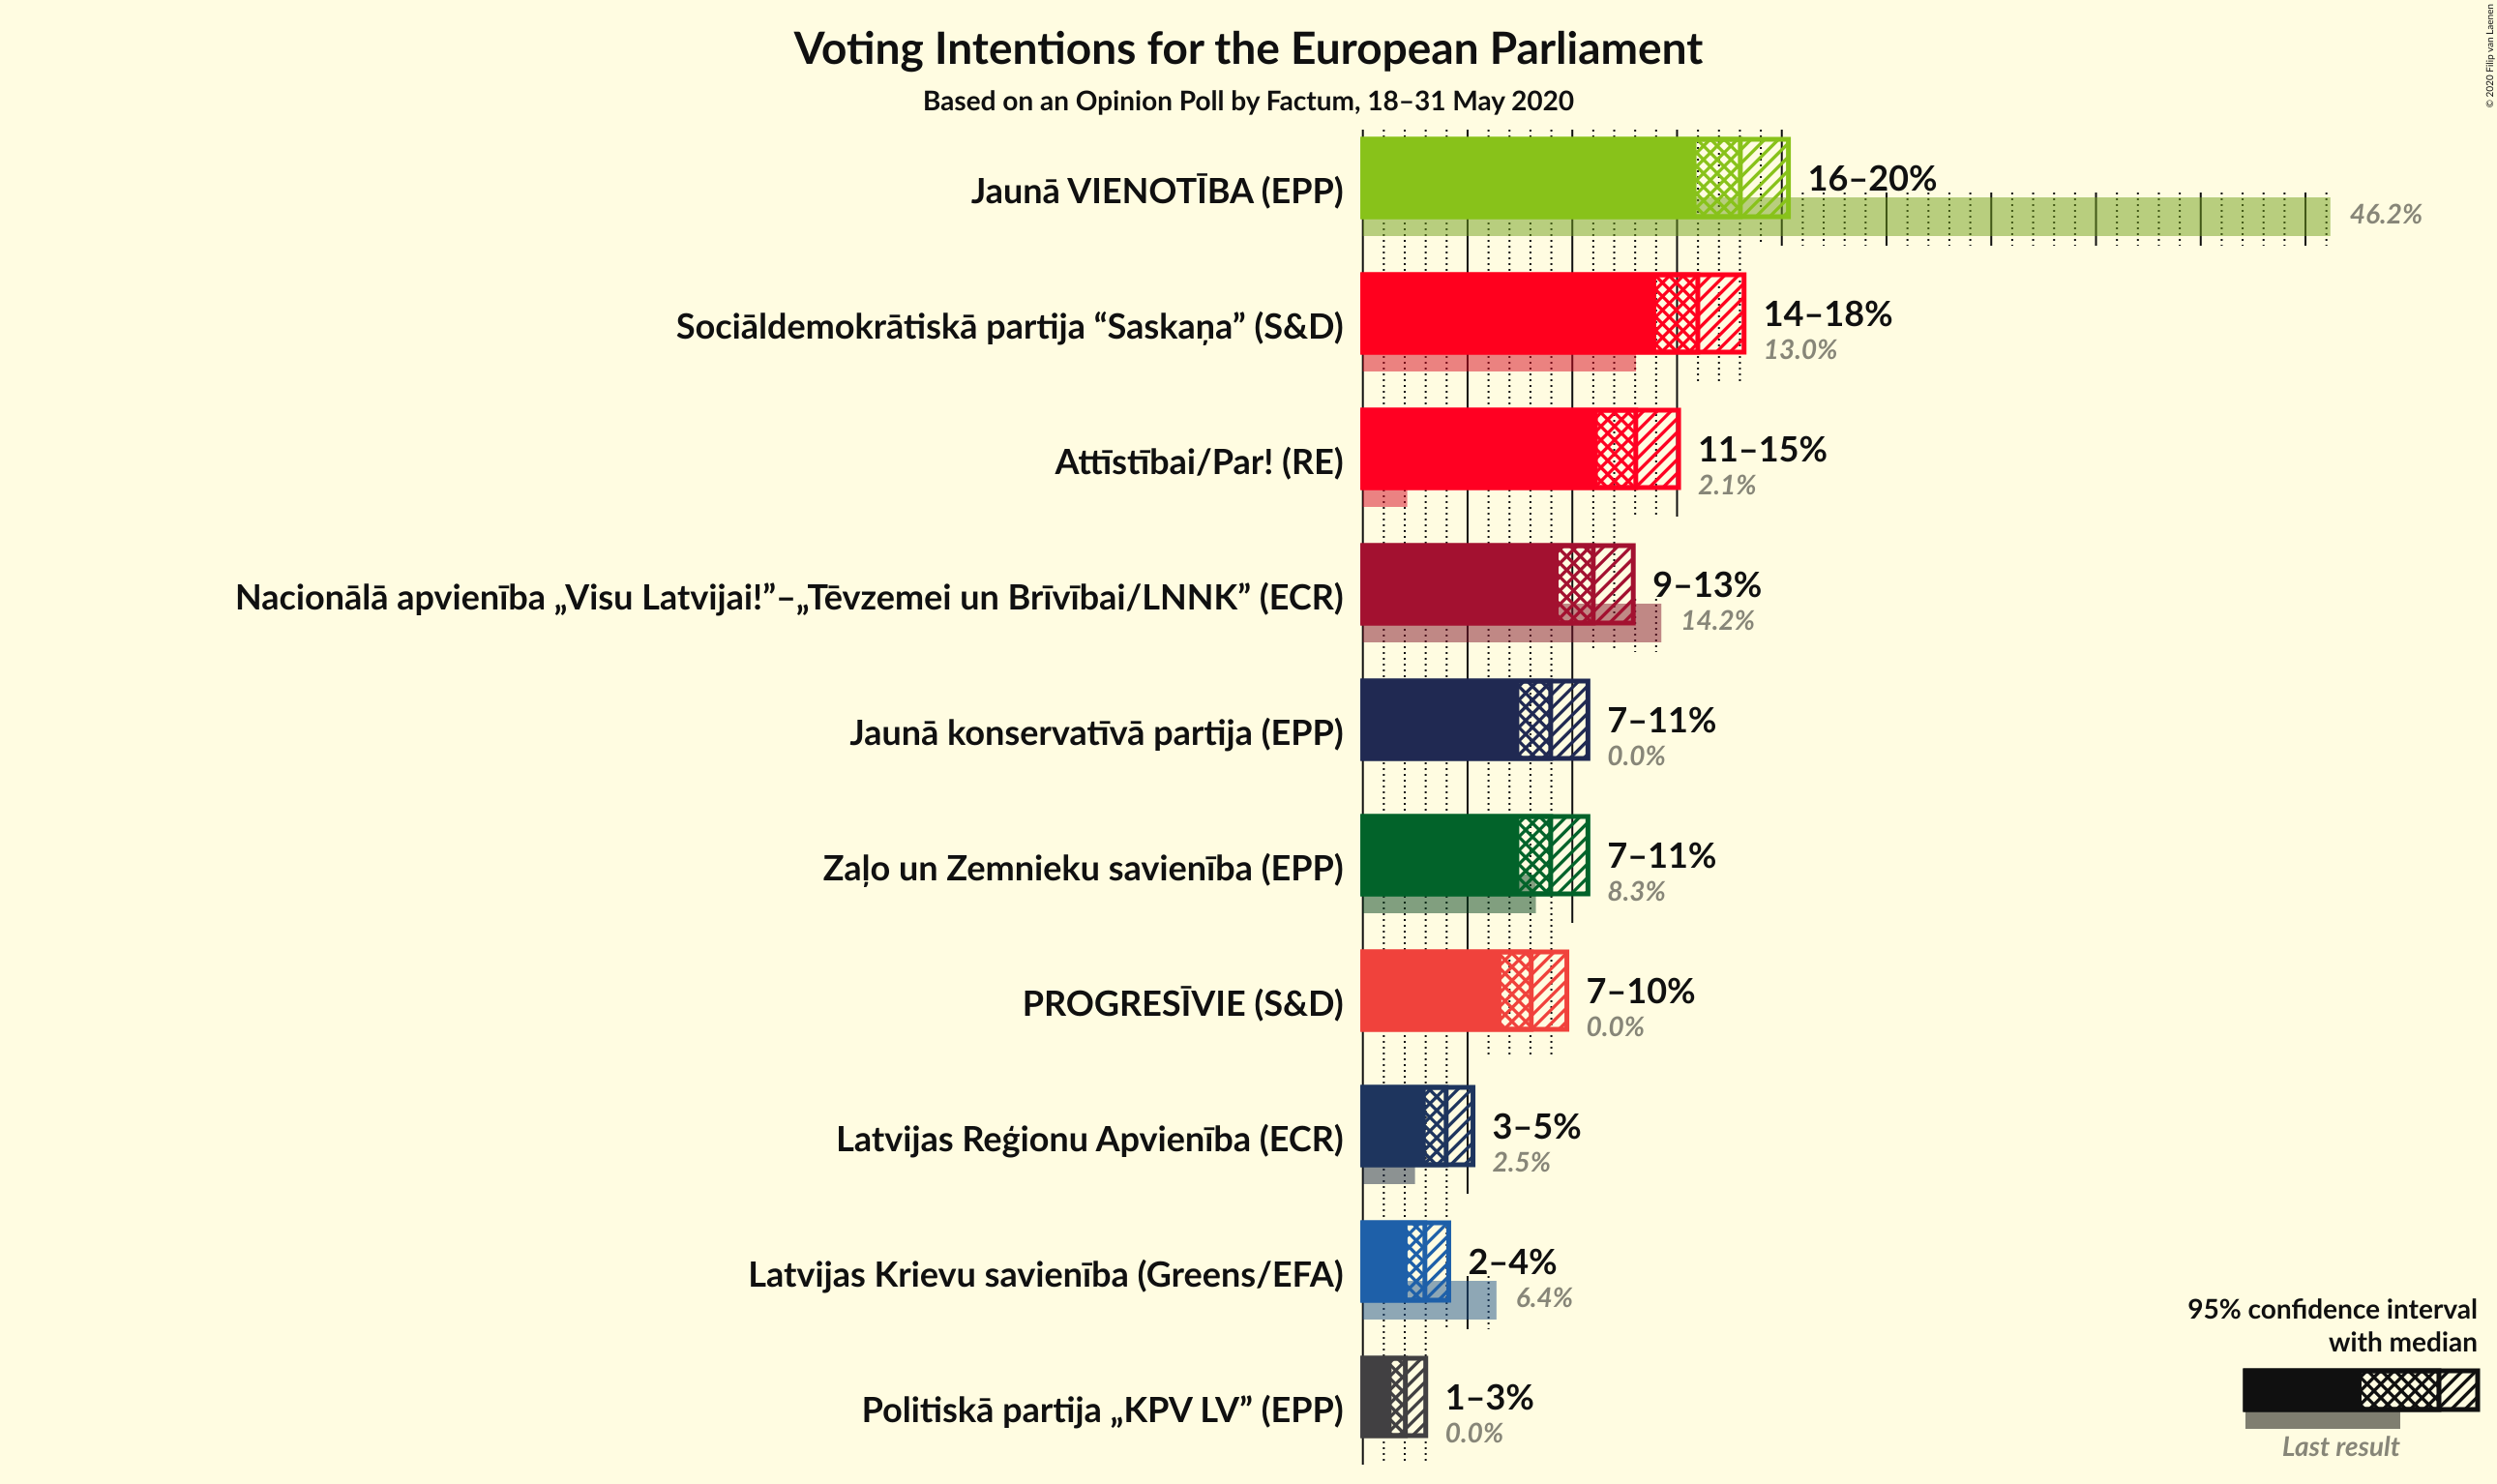 Voting Intentions for the European Parliament
Based on an Opinion Poll by Factum, 18–31 May 2020
© 2020 Filip van Laenen
Jaunā VIENOTĪBA (EPP)
16–20%
46.2%
Sociāldemokrātiskā partija “Saskaņa” (S&D)
14–18%
13.0%
Attīstībai/Par! (RE)
11–15%
2.1%
Nacionālā apvienība „Visu Latvijai!”–„Tēvzemei un Brīvībai/LNNK” (ECR)
9–13%
14.2%
Jaunā konservatīvā partija (EPP)
7–11%
0.0%
Zaļo un Zemnieku savienība (EPP)
7–11%
8.3%
PROGRESĪVIE (S&D)
7–10%
0.0%
Latvijas Reģionu Apvienība (ECR)
3–5%
2.5%
Latvijas Krievu savienība (Greens/EFA)
2–4%
6.4%
Politiskā partija „KPV LV” (EPP)
1–3%
0.0%
95% confidence interval
with median
Last result